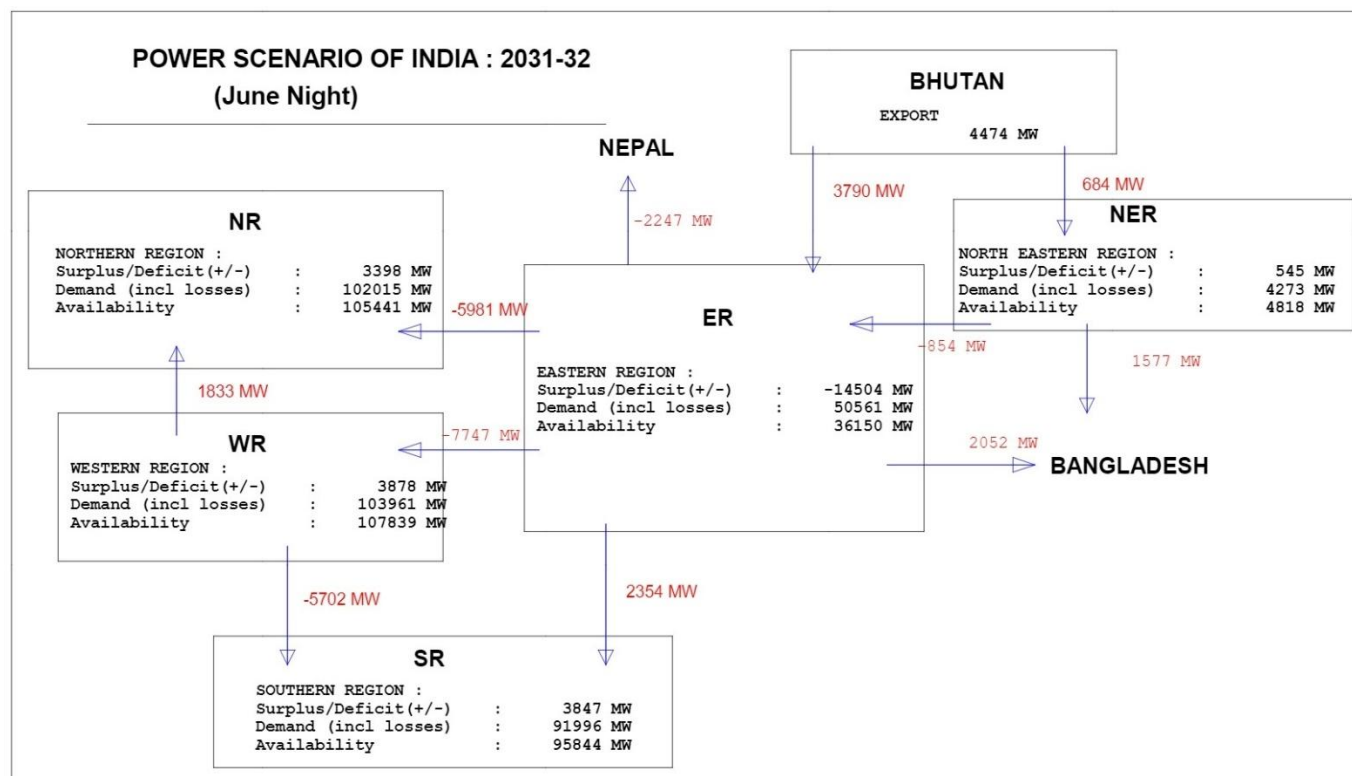 POWER SCENARIO OF INDIA : 2031-32
(June Night)
BHUTAN
EXPORT
4474 MW
NEPAL
3790 MW
684 MW
-2247 MW
NR
NORTHERN REGION :
Surplus/Deficit(+/-) : 3398 MW
Demand (incl losses) : 102015 MW
Availability : 105441 MW
NER
NORTH EASTERN REGION :
Surplus/Deficit(+/-) : 545 MW
Demand (incl losses) : 4273 MW
Availability : 4818 MW
-5981 MW
ER
EASTERN REGION :
Surplus/Deficit(+/-) : -14504 MW
Demand (incl losses) : 50561 MW
Availability : 36150 MW
-854 MW
1577 MW
1833 MW
-7747 MW
2052 MW
BANGLADESH
WR
WESTERN REGION :
Surplus/Deficit(+/-) : 3878 MW
Demand (incl losses) : 103961 MW
Availability : 107839 MW
-5702 MW
2354 MW
SR
SOUTHERN REGION :
Surplus/Deficit(+/-) : 3847 MW
Demand (incl losses) : 91996 MW
Availability : 95844 MW